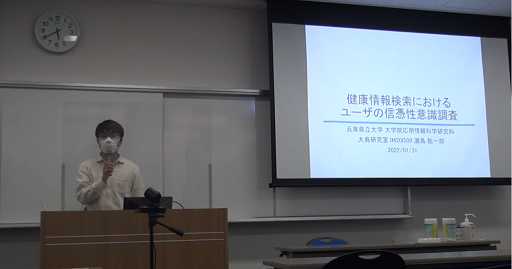 健康情報検索における
ユーザの信憑性意識調査
兵庫県立大学 大学院応用情報科学研究科
大島研究室 濵島 聡一郎
2022/01/31